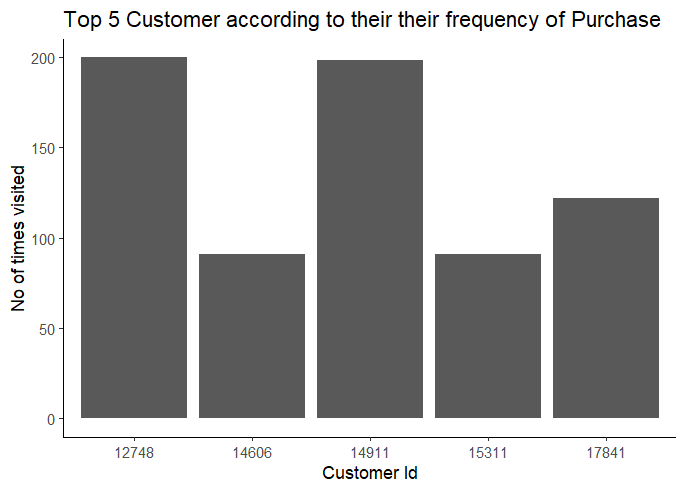 Top 5 Customer according to their their frequency of Purchase
No of times visited
200
150
100
50
0
12748 14606 14911 15311 17841
Customer Id